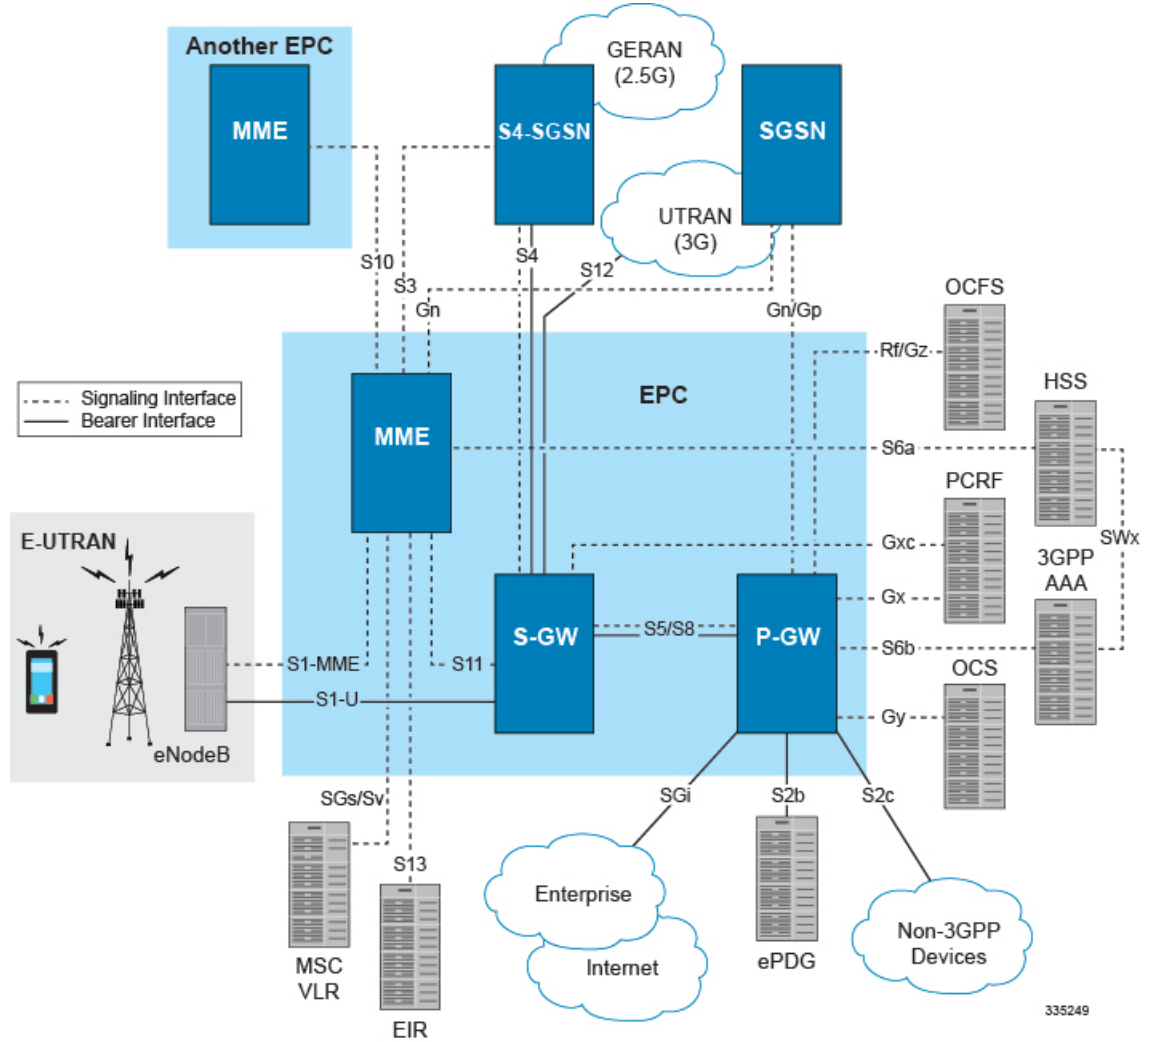 Another EPC
MME
GERAN
(2.5G)
S4-SGSN
SGSN
UTRAN
(3G)
S10
S3
Gn
S4
S12
Gn/Gp
OCFS
Rf/Gz
HSS
Signaling Interface
Bearer Interface
EPC
MME
S6a
PCRF
Gxc
SWx
3GPP
AAA
E-UTRAN
S-GW
S5/S8
P-GW
Gx
S6b
S1-MME
S11
OCS
S1-U
Gy
eNodeB
SGs/Sv
SGi
S2b
S2c
S13
Enterprise
Internet
ePDG
Non-3GPP
Devices
MSC
VLR
EIR
335249